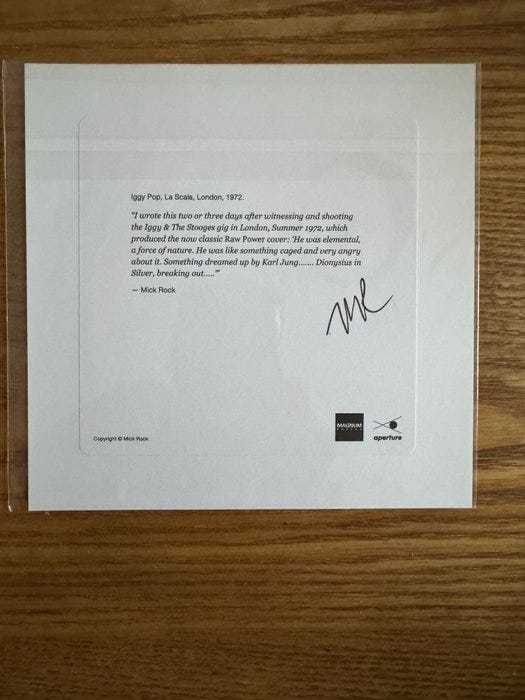 Iggy Pop, La Scala, London, 1972.
"I wrote this two or three days after witnessing and shooting
the Iggy & The Stooges gig in London, Summer 1972, which
produced the now classic Raw Power cover: 'He was elemental,
a force of nature. He was like something caged and very angry
about it. Something dreamed up by Karl Jung....... Dionysius in
Silver, breaking out.....'"
— Mick Rock
Copyright © Mick Rock
MAGNUM
PHOTOS
aperture